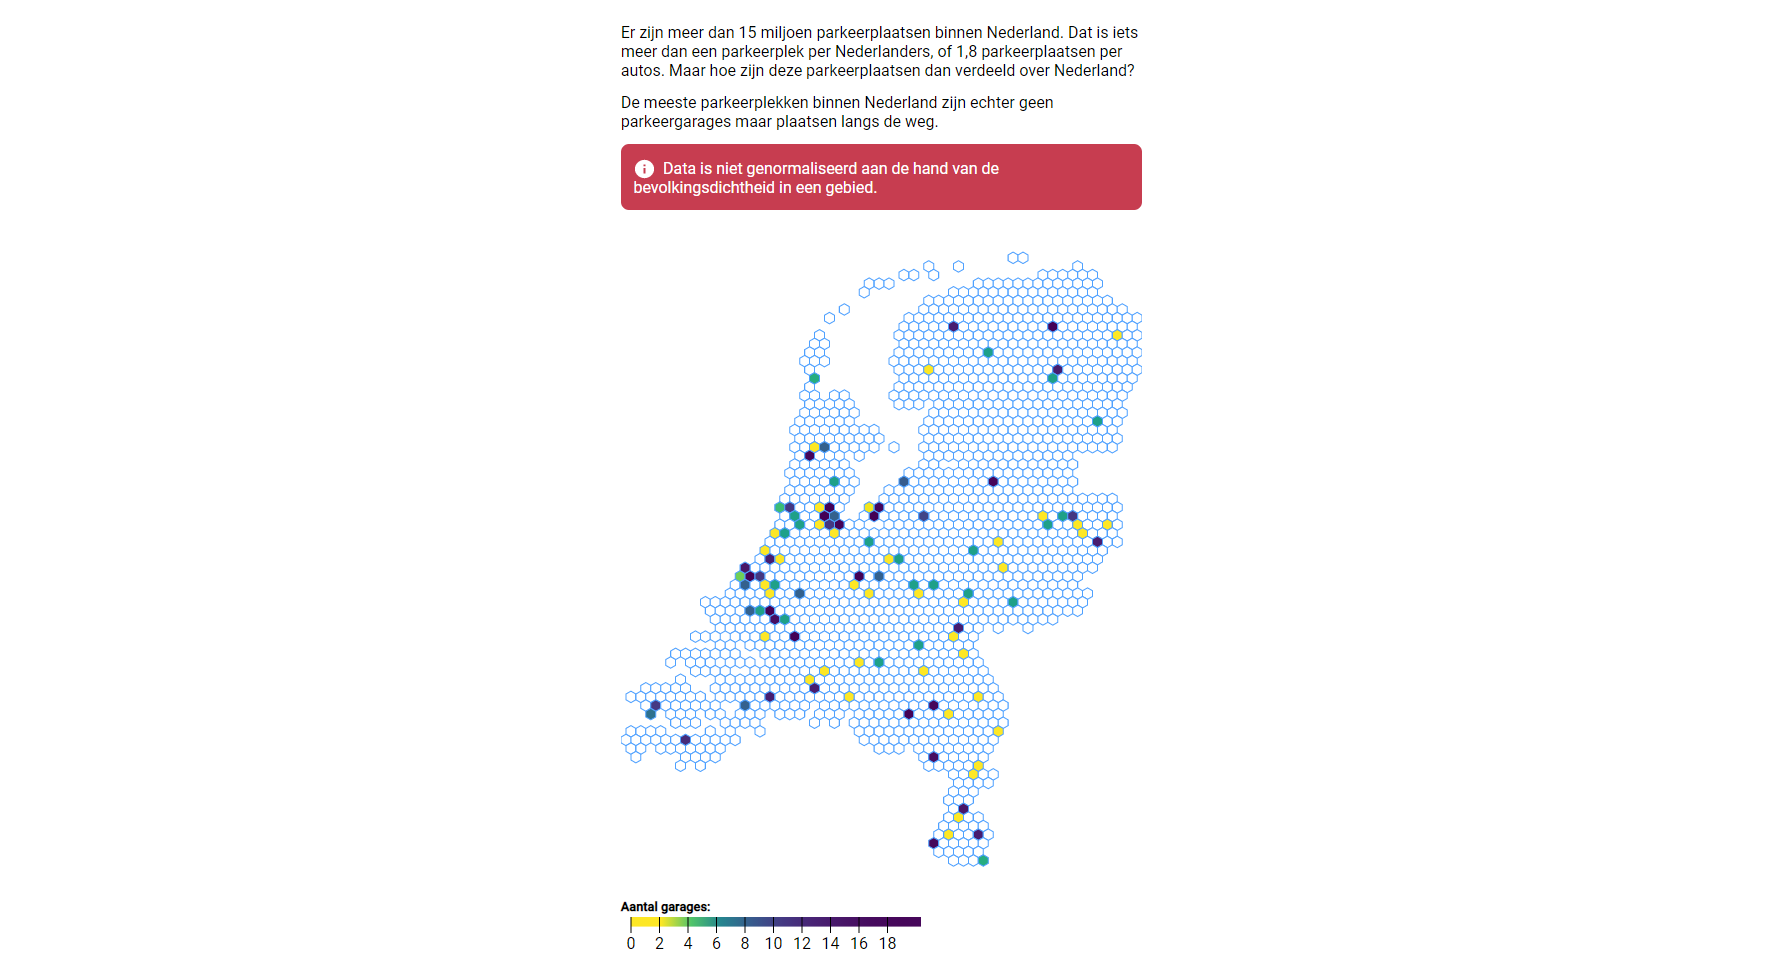 Er zijn meer dan 15 miljoen parkeerplaatsen binnen Nederland. Dat is iets
meer dan een parkeerplek per Nederlanders, of 1,8 parkeerplaatsen per
autos. Maar hoe zijn deze parkeerplaatsen dan verdeeld over Nederland?
De meeste parkeerplekken binnen Nederland zijn echter geen
parkeergarages maar plaatsen langs de weg.
Data is niet genormaliseerd aan de hand van de
bevolkingsdichtheid in een gebied.
Aantal garages:
0 2 4 6 8 10 12 14 16 18